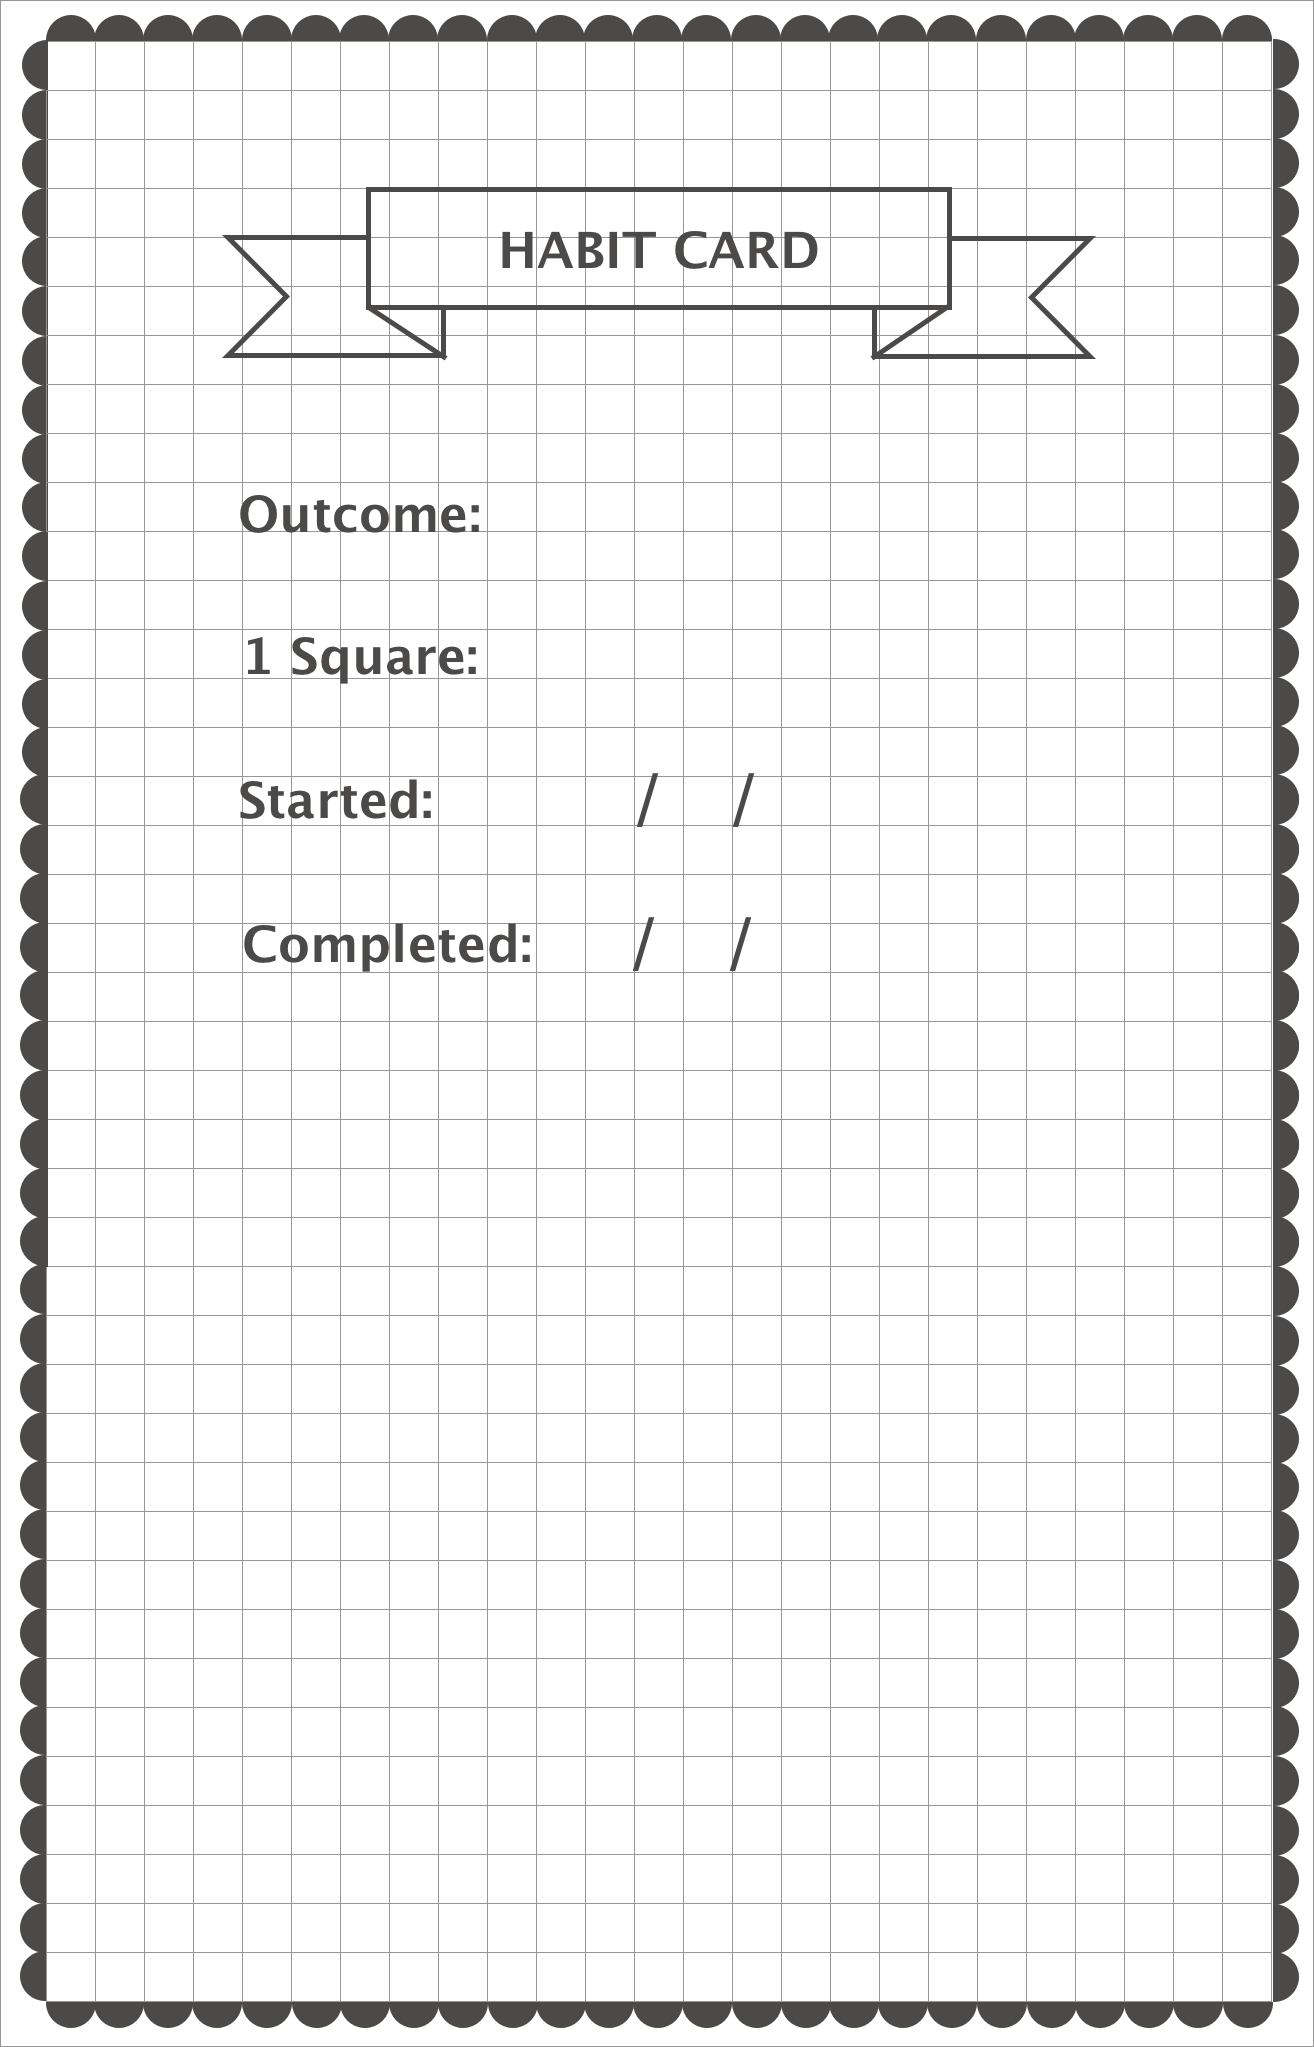 HABIT CARD
Outcome:
1 Square:
Started: / /
Completed: / /